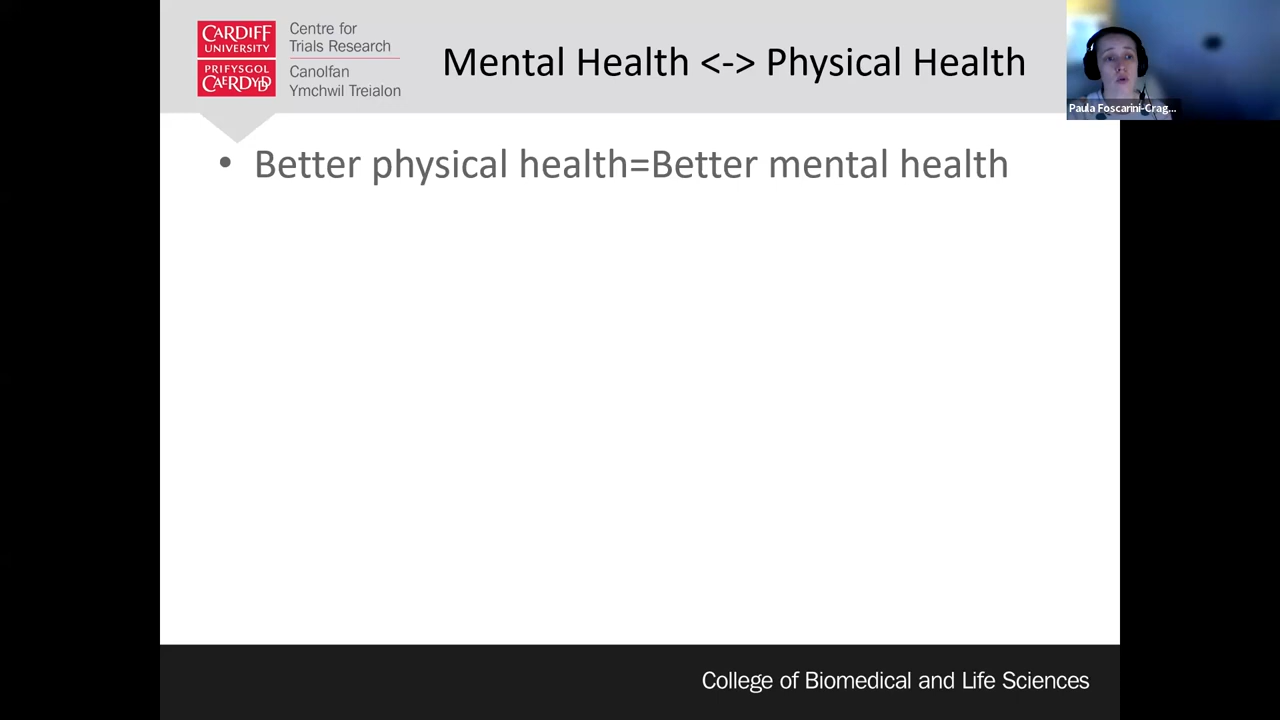 CARDIFF
UNIVERSITY
PRIFYSGOL
CAERDYDD
Centre for
Trials Research
Canolfan
Ymchwil Treialon
Mental Health <-> Physical Health
Paula Foscarini-Crag...
• Better physical health=Better mental health
College of Biomedical and Life Sciences